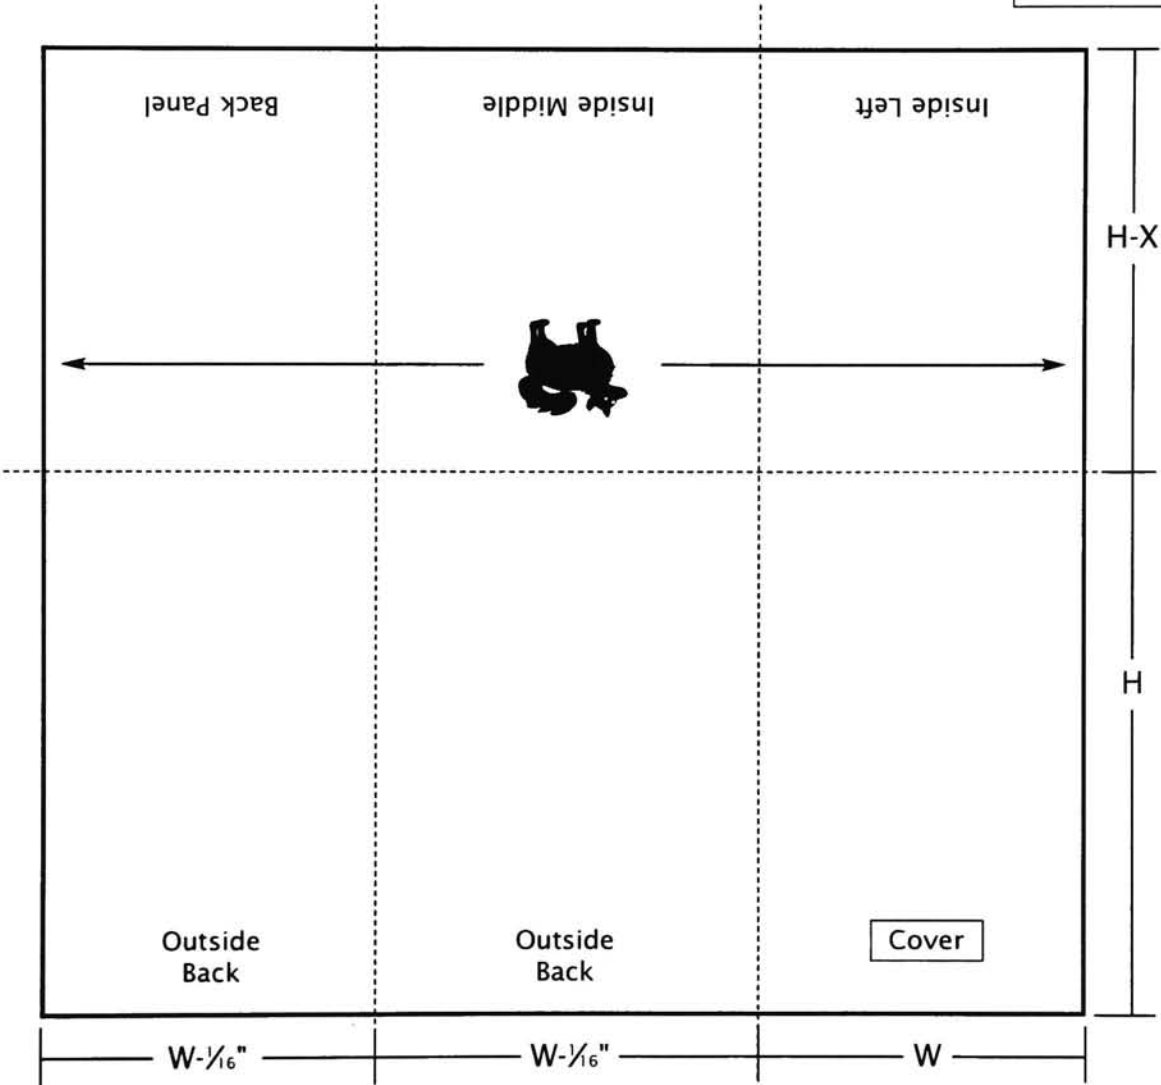 Back Panel
Inside Middle
Inside Left
H-X
H
Outside
Back
Outside
Back
Cover
W-1/16"
W-1/16"
W